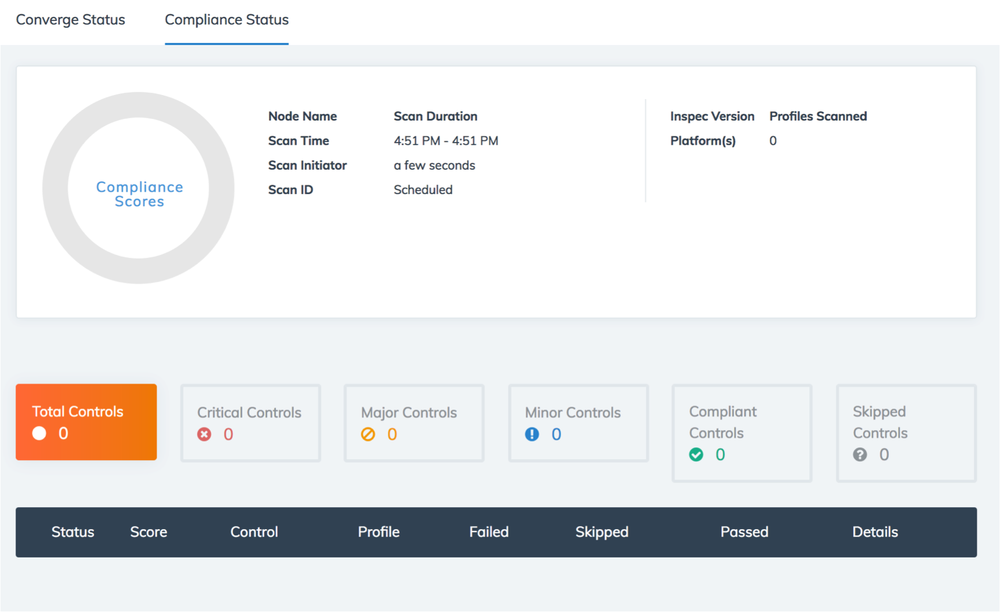 Converge Status Compliance Status
Compliance
Scores
Node Name Scan Duration
Scan Time 4:51 PM - 4:51 PM
Scan Initiator a few seconds
Scan ID Scheduled
Inspec Version Profiles Scanned
Platform(s) 0
Total Controls
0
Critical Controls
0
Major Controls
0
Minor Controls
0
Compliant
Controls
0
Skipped
Controls
0
Status Score Control Profile Failed Skipped Passed Details